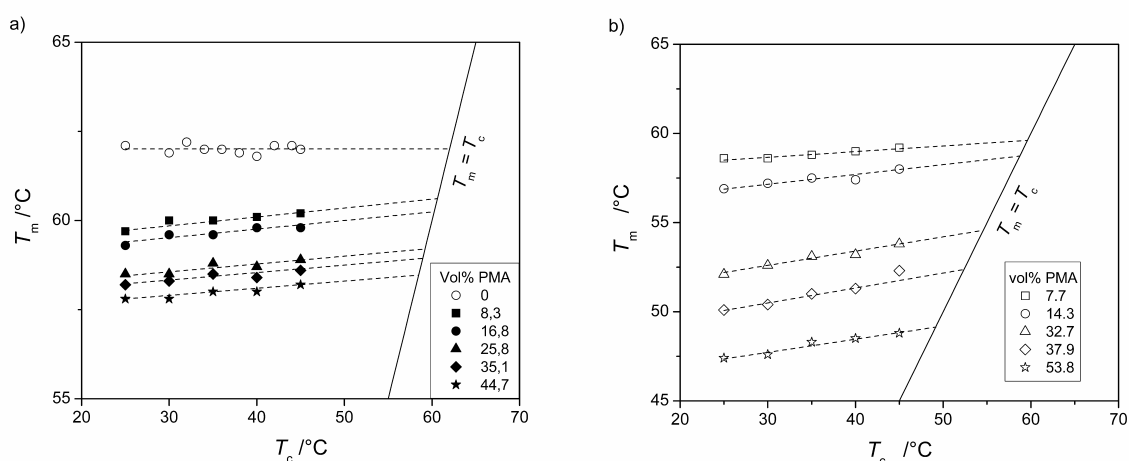 a)
65
60
55
T_m /°C
20 30 40 50 60 70
T_c /°C
T_m = T_c
Vol% PMA
0
8,3
16,8
25,8
35,1
44,7
b)
65
60
55
50
45
T_m /°C
20 30 40 50 60 70
T_c /°C
T_m = T_c
vol% PMA
7.7
14.3
32.7
37.9
53.8